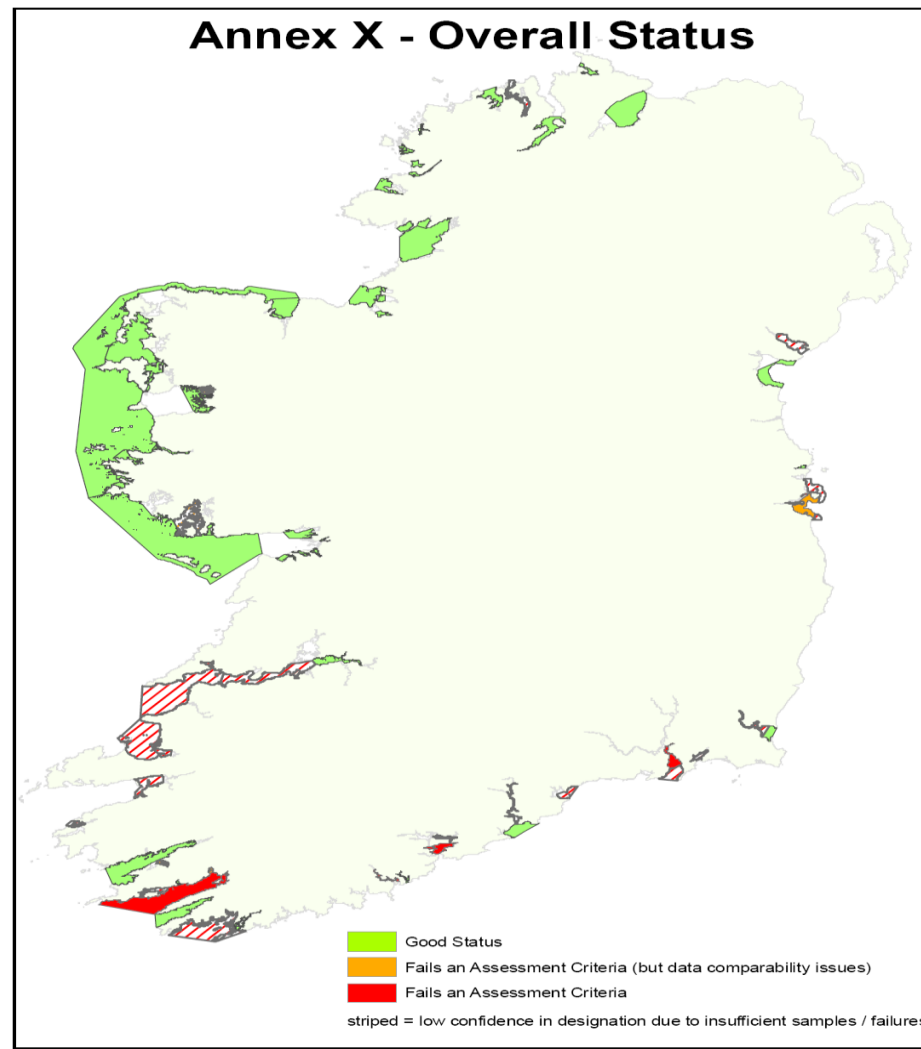 Annex X - Overall Status
Good Status
Fails an Assessment Criteria (but data comparability issues)
Fails an Assessment Criteria
striped = low confidence in designation due to insufficient samples / failures